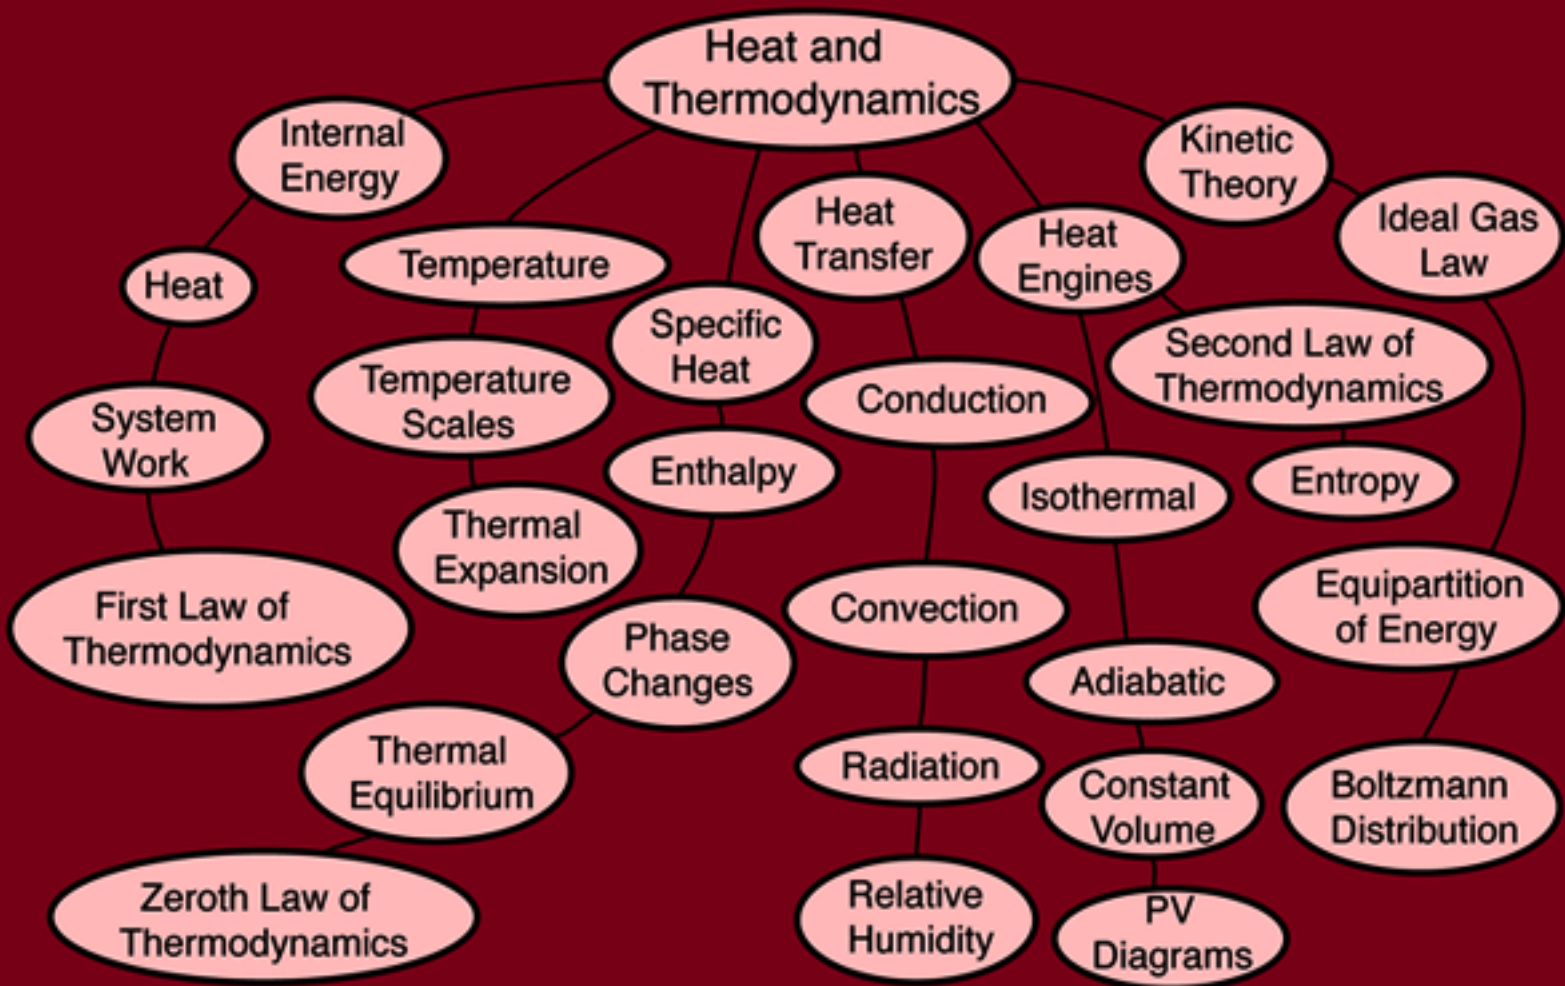 Heat and
Thermodynamics
Internal
Energy
Heat
System
Work
First Law of
Thermodynamics
Temperature
Temperature
Scales
Thermal
Expansion
Specific
Heat
Enthalpy
Phase
Changes
Thermal
Equilibrium
Zeroth Law of
Thermodynamics
Heat
Transfer
Conduction
Convection
Radiation
Relative
Humidity
Heat
Engines
Isothermal
Adiabatic
Constant
Volume
PV
Diagrams
Second Law of
Thermodynamics
Entropy
Kinetic
Theory
Ideal Gas
Law
Equipartition
of Energy
Boltzmann
Distribution